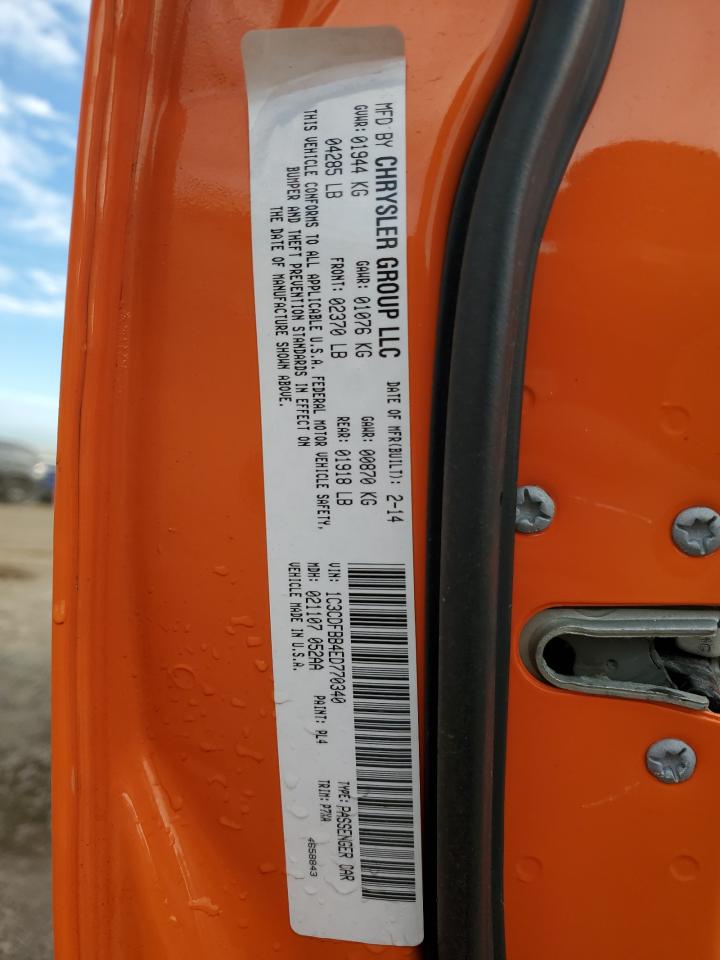 MFD BY CHRYSLER GROUP LLC DATE OF MFR(BUILT): 2-14
GVWR: 01944 KG GAWR: 01076 KG GAWR: 00870 KG
04285 LB FRONT: 02370 LB REAR: 01918 LB
THIS VEHICLE CONFORMS TO ALL APPLICABLE U.S.A. FEDERAL MOTOR VEHICLE SAFETY,
BUMPER AND THEFT PREVENTION STANDARDS IN EFFECT ON
THE DATE OF MANUFACTURE SHOWN ABOVE.
VIN: 1C3CDFBB4ED770340 TYPE: PASSENGER CAR
MDH: 021107 052AA PAINT: PL4 TRIM: P7XA
VEHICLE MADE IN U.S.A. 4658843